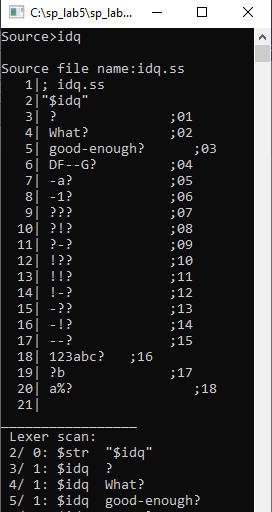 C:\sp_lab5\sp_lab...
Source>idq
Source file name:idq.ss
1|; idq.ss
2|"$idq"
3| ? ;01
4| What? ;02
5| good-enough? ;03
6| DF--G? ;04
7| -a? ;05
8| -1? ;06
9| ??? ;07
10| ?!? ;08
11| ?-? ;09
12| !?? ;10
13| !!? ;11
14| !-? ;12
15| -?? ;13
16| -!? ;14
17| --? ;15
18| 123abc? ;16
19| ?b ;17
20| a%? ;18
21|
_________________
Lexer scan:
2/ 0: $str "$idq"
3/ 1: $idq ?
4/ 1: $idq What?
5/ 1: $idq good-enough?